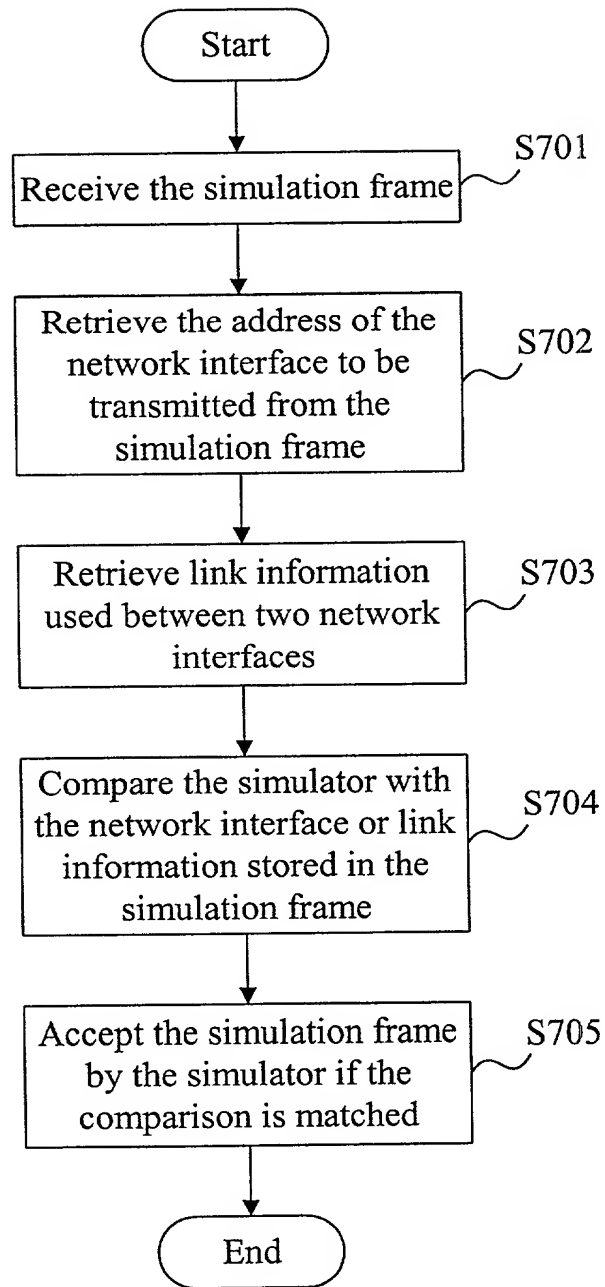 Start
S701
Receive the simulation frame
S702
Retrieve the address of the
network interface to be
transmitted from the
simulation frame
S703
Retrieve link information
used between two network
interfaces
S704
Compare the simulator with
the network interface or link
information stored in the
simulation frame
S705
Accept the simulation frame
by the simulator if the
comparison is matched
End